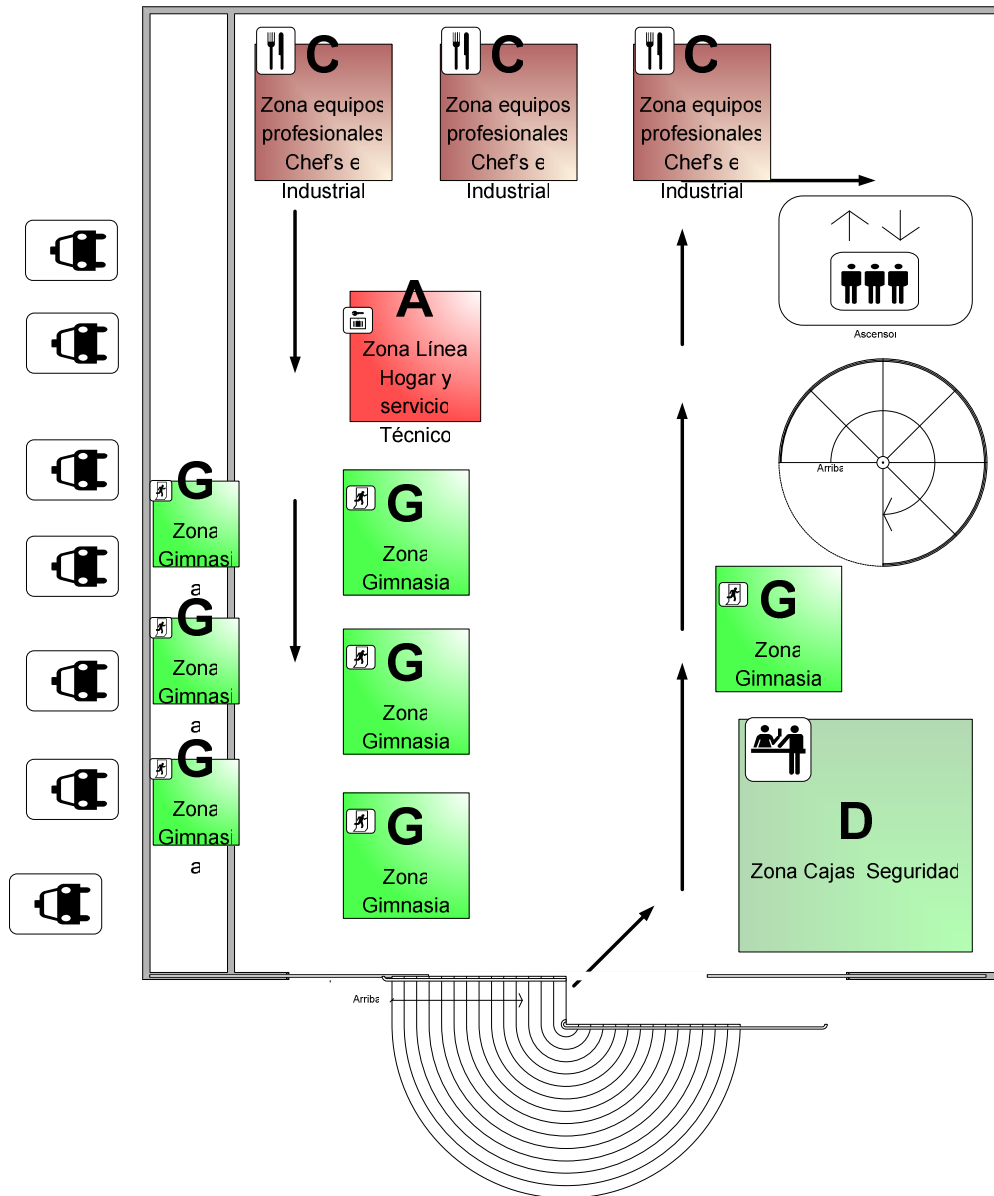 C
Zona equipos
profesionales
Chef's e
Industrial
C
Zona equipos
profesionales
Chef's e
Industrial
C
Zona equipos
profesionales
Chef's e
Industrial
Ascensor
A
Zona Línea
Hogar y
servicio
Técnico
Arriba
G
Zona
Gimnasi
a
G
Zona
Gimnasia
G
Zona
Gimnasia
G
Zona
Gimnasi
a
G
Zona
Gimnasia
G
Zona
Gimnasi
a
D
Zona Cajas Seguridad
G
Zona
Gimnasia
Arriba